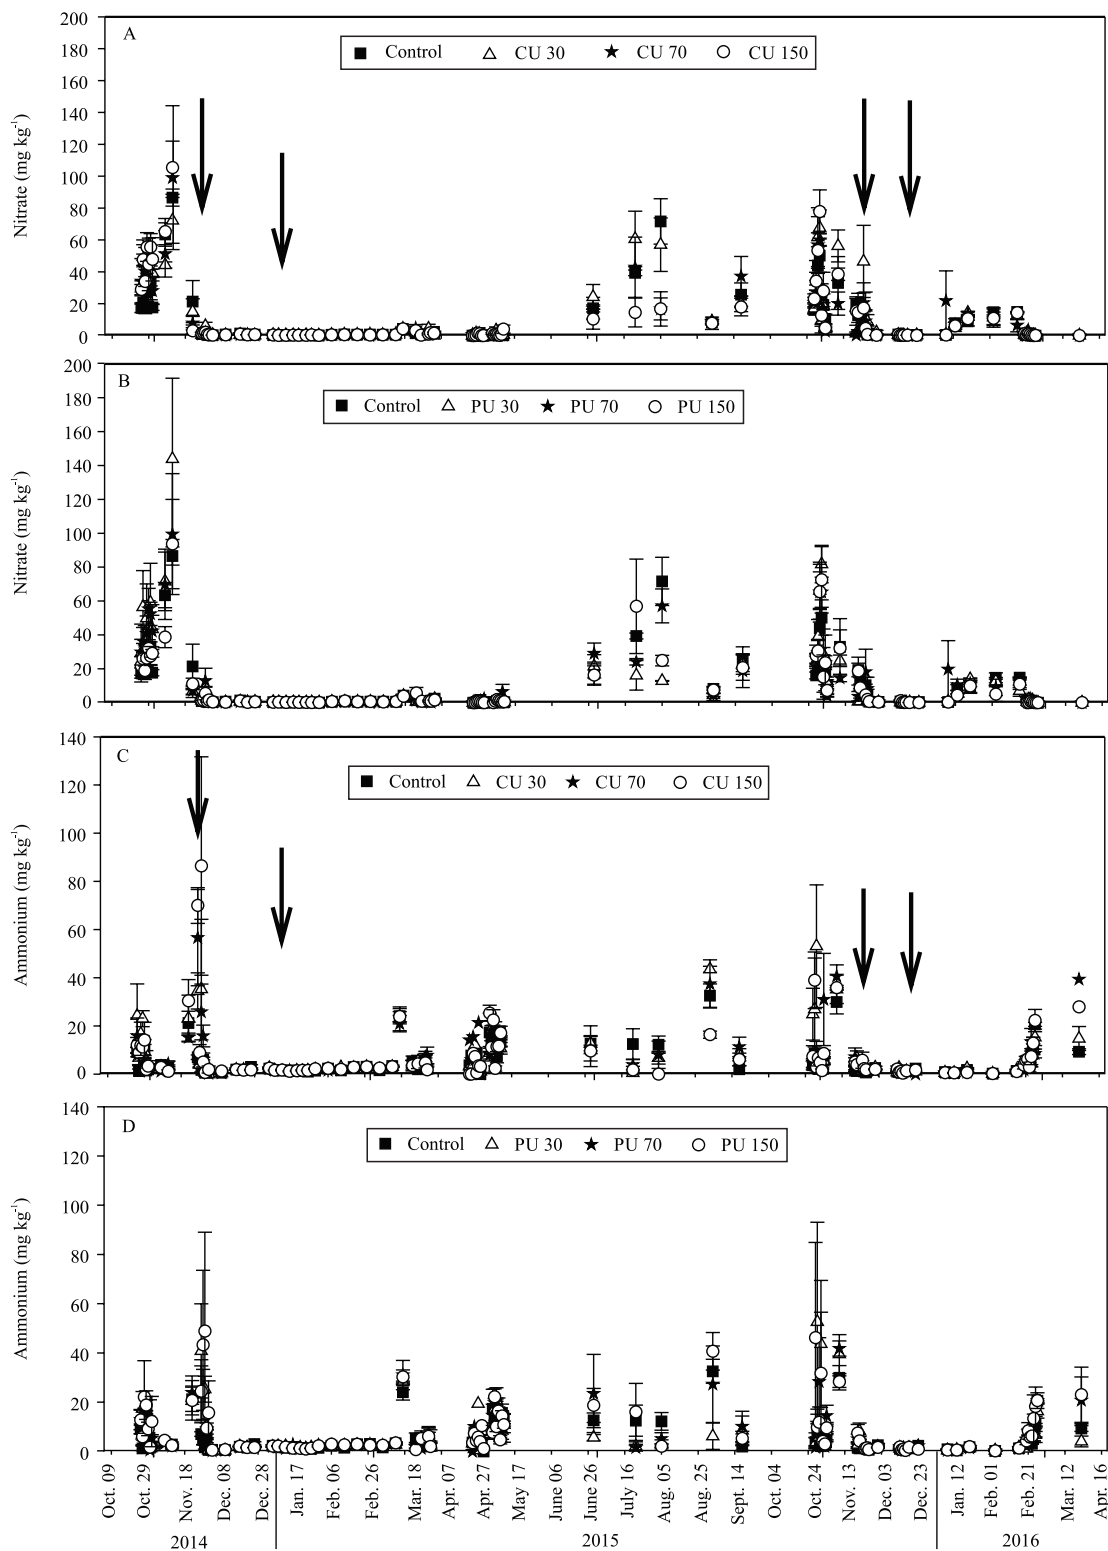 A
Control CU 30 CU 70 CU 150
Nitrate (mg kg-1)
200
180
160
140
120
100
80
60
40
20
0
B
Control PU 30 PU 70 PU 150
Nitrate (mg kg-1)
200
180
160
140
120
100
80
60
40
20
0
C
Control CU 30 CU 70 CU 150
Ammonium (mg kg-1)
140
120
100
80
60
40
20
0
D
Control PU 30 PU 70 PU 150
Ammonium (mg kg-1)
140
120
100
80
60
40
20
0
Oct. 09
Oct. 29
Nov. 18
Dec. 08
Dec. 28
Jan. 17
Feb. 06
Feb. 26
Mar. 18
Apr. 07
Apr. 27
May 17
June 06
June 26
July 16
Aug. 05
Aug. 25
Sept. 14
Oct. 04
Oct. 24
Nov. 13
Dec. 03
Dec. 23
Jan. 12
Feb. 01
Feb. 21
Mar. 12
Apr. 16
2014 2015 2016